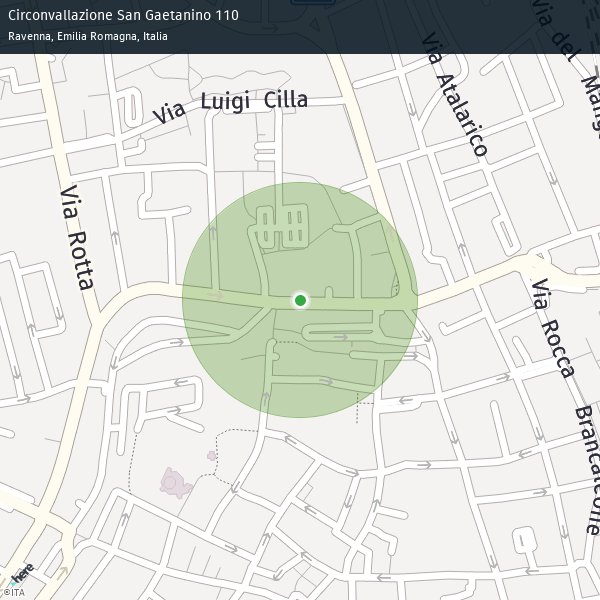 Circonvallazione San Gaetanino 110
Ravenna, Emilia Romagna, Italia
Via del Mang
Via Atalarico
Via Luigi Cilla
Via Rotta
Via Rocca Brancaleone
here
©ITA